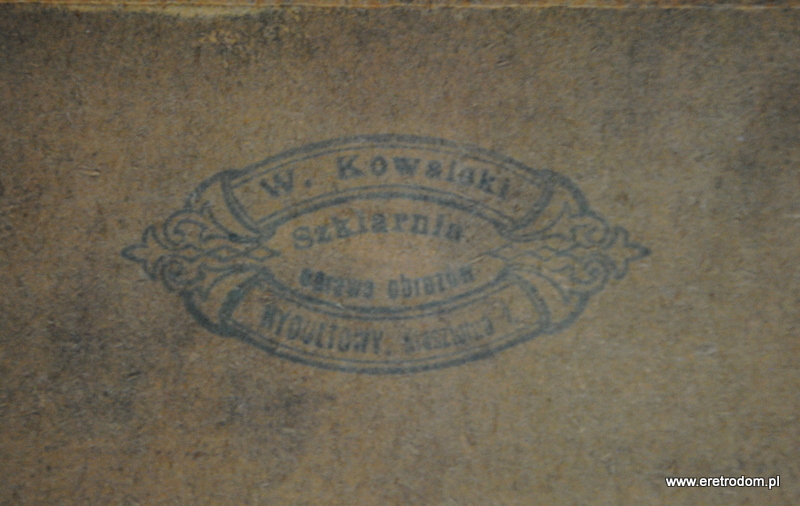 W. Kowalski
Szklarnia
oprawa obrazów
RYDUŁTOWY,
www.eretrodom.pl